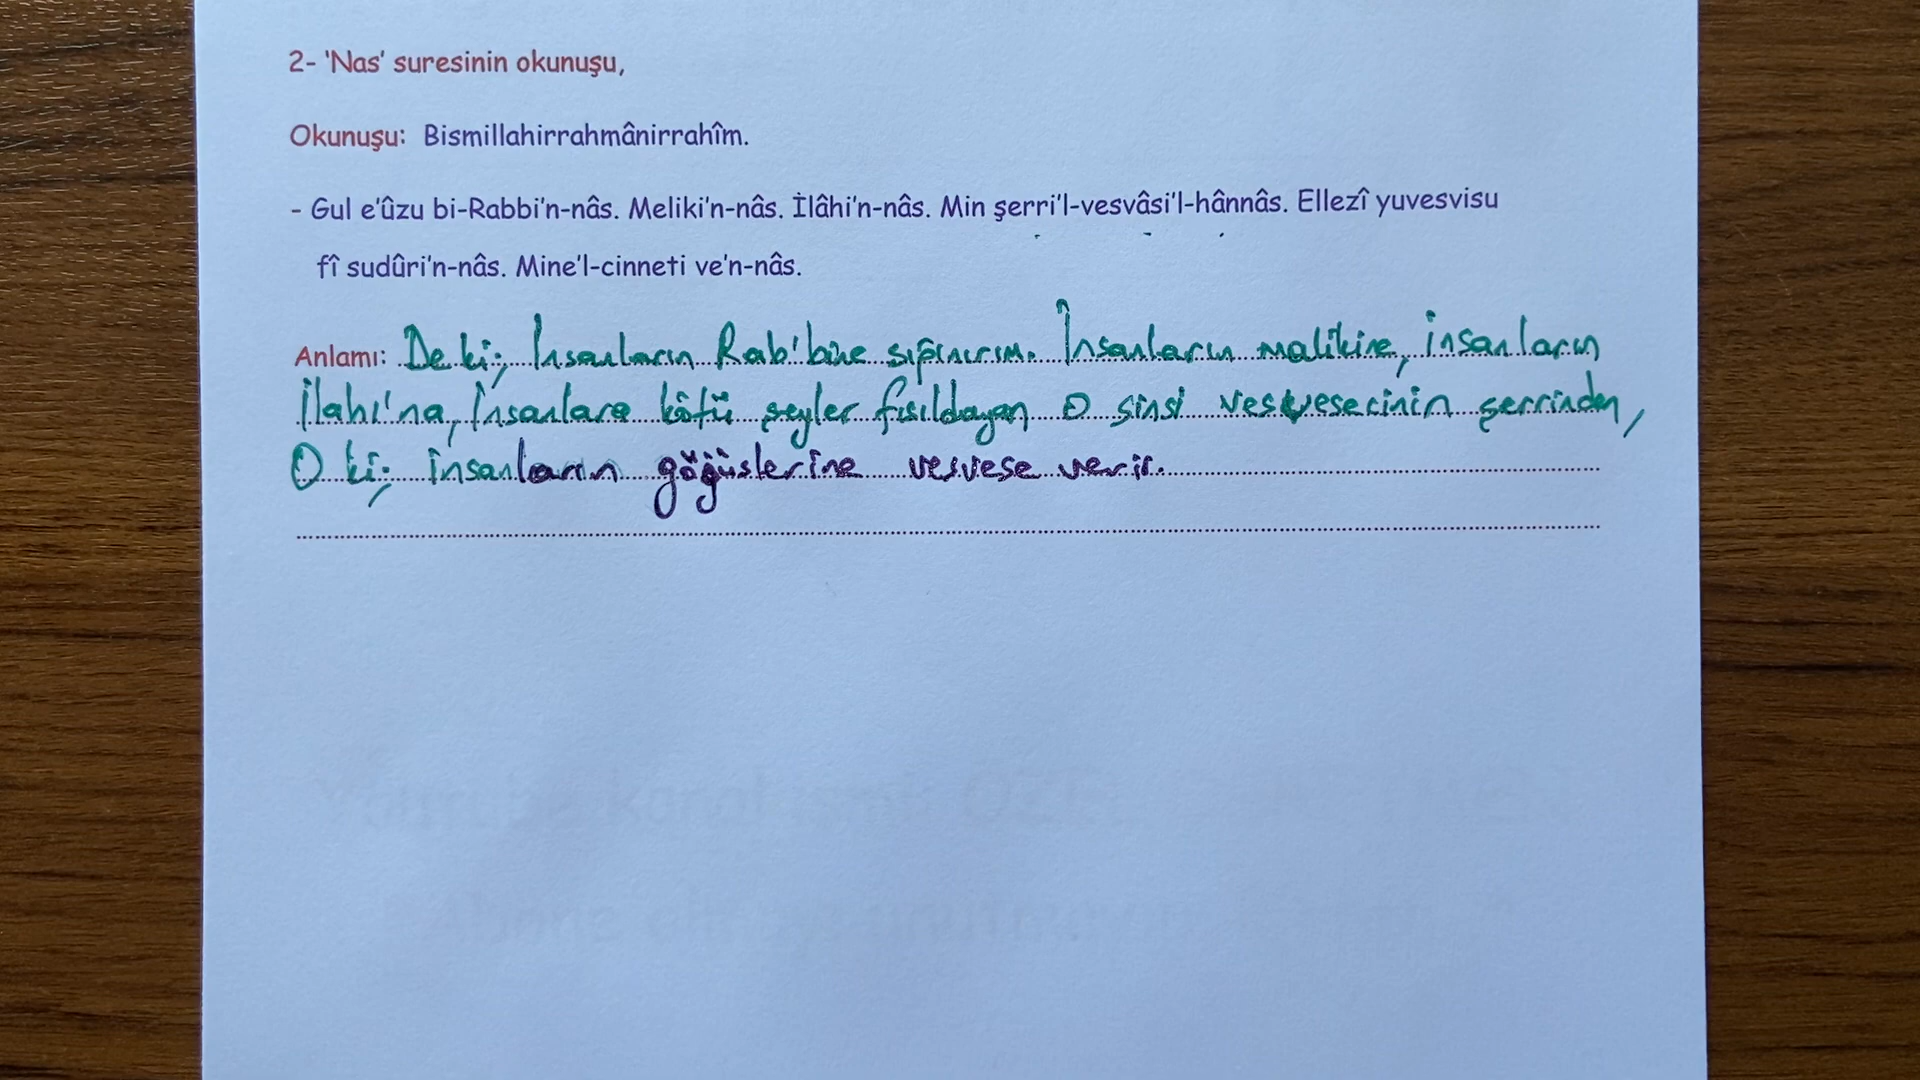 2- 'Nas' suresinin okunuşu,
Okunuşu: Bismillahirrahmânirrahîm.
- Gul e'ûzu bi-Rabbi'n-nâs. Meliki'n-nâs. İlâhi'n-nâs. Min şerri'l-vesvâsi'l-hânnâs. Ellezî yuvesvisu
fî sudûri'n-nâs. Mine'l-cinneti ve'n-nâs.
Anlamı: De ki; İnsanların Rab'bine sığınırım. İnsanların malikine, insanların
İlahı'na, İnsanlara kötü şeyler fısıldayan O sinsi vesvesecinin şerrinden,
O ki; insanların göğüslerine vesvese verir.